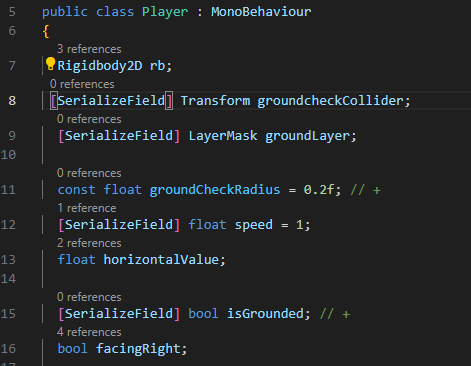 5 public class Player : MonoBehaviour
6 {
3 references
7 Rigidbody2D rb;
0 references
8 [SerializeField] Transform groundcheckCollider;
0 references
9 [SerializeField] LayerMask groundLayer;
10
0 references
11 const float groundCheckRadius = 0.2f; // +
1 reference
12 [SerializeField] float speed = 1;
2 references
13 float horizontalValue;
14
0 references
15 [SerializeField] bool isGrounded; // +
4 references
16 bool facingRight;